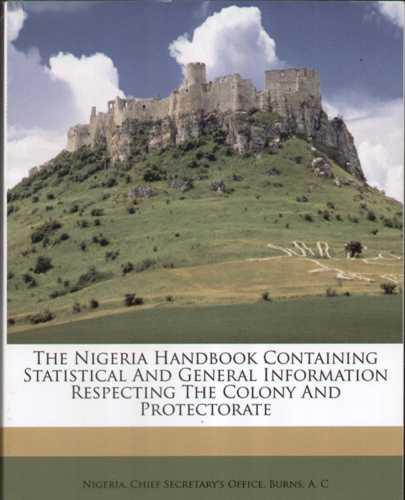 THE NIGERIA HANDBOOK CONTAINING
STATISTICAL AND GENERAL INFORMATION
RESPECTING THE COLONY AND
PROTECTORATE
NIGERIA. CHIEF SECRETARY'S OFFICE, BURNS, A. C